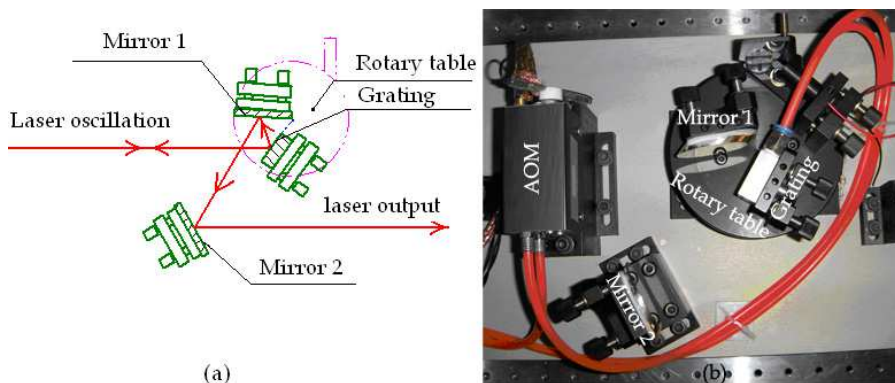 Mirror 1
Rotary table
Grating
Laser oscillation
laser output
Mirror 2
(a)
AOM
Mirror 1
Rotary table
Grating
Mirror 2
(b)